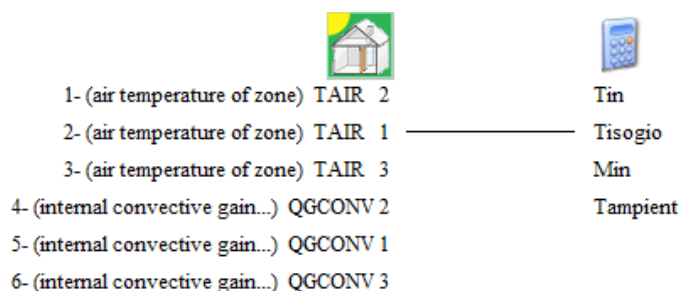 1- (air temperature of zone) TAIR 2 Tin
2- (air temperature of zone) TAIR 1 Tisogio
3- (air temperature of zone) TAIR 3 Min
4- (internal convective gain...) QGCONV 2 Tampient
5- (internal convective gain...) QGCONV 1
6- (internal convective gain...) QGCONV 3